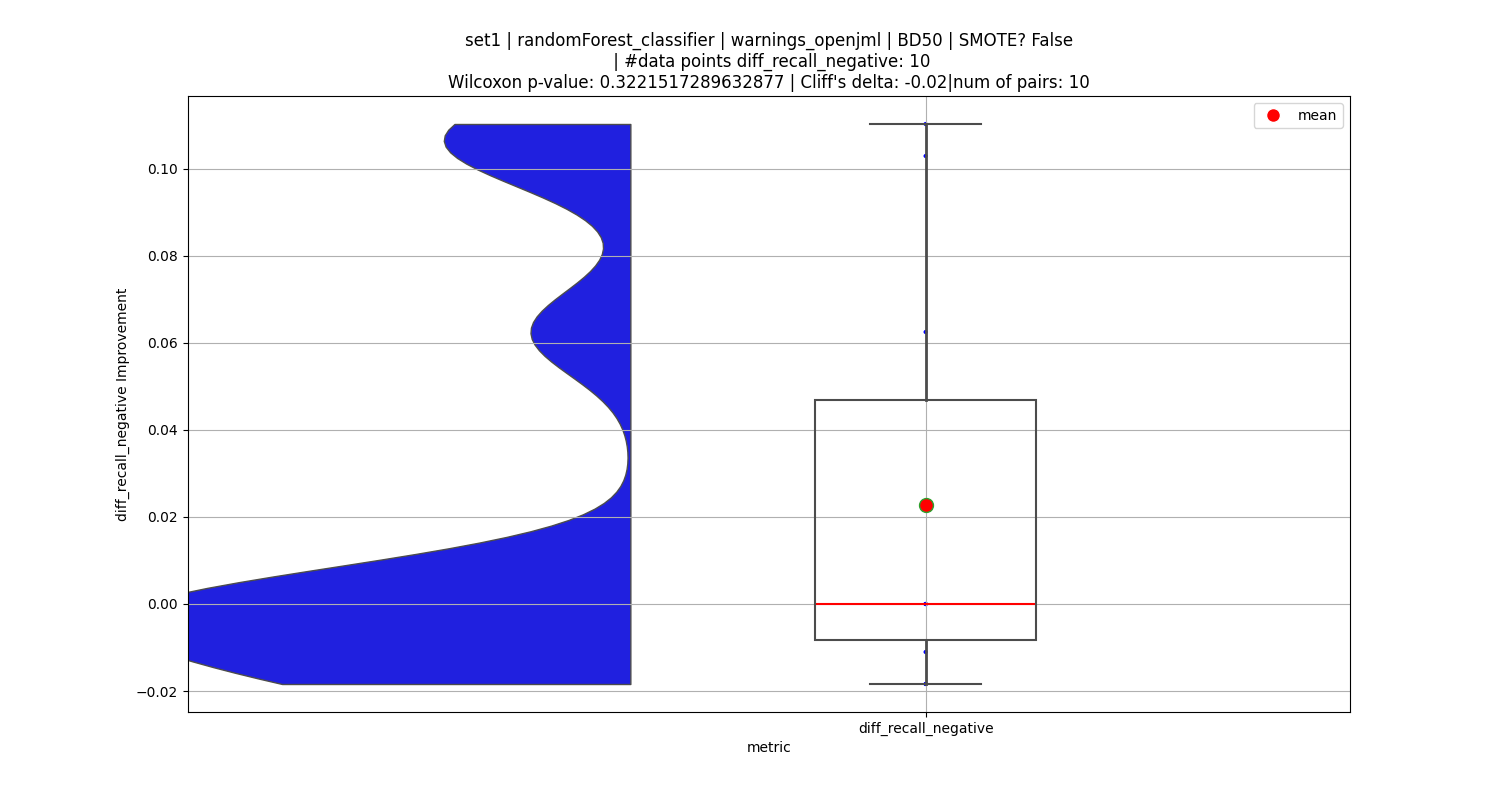 set1 | randomForest_classifier | warnings_openjml | BD50 | SMOTE? False
| #data points diff_recall_negative: 10
Wilcoxon p-value: 0.3221517289632877 | Cliff's delta: -0.02|num of pairs: 10
mean
0.10
0.08
0.06
0.04
0.02
0.00
−0.02
diff_recall_negative Improvement
diff_recall_negative
metric